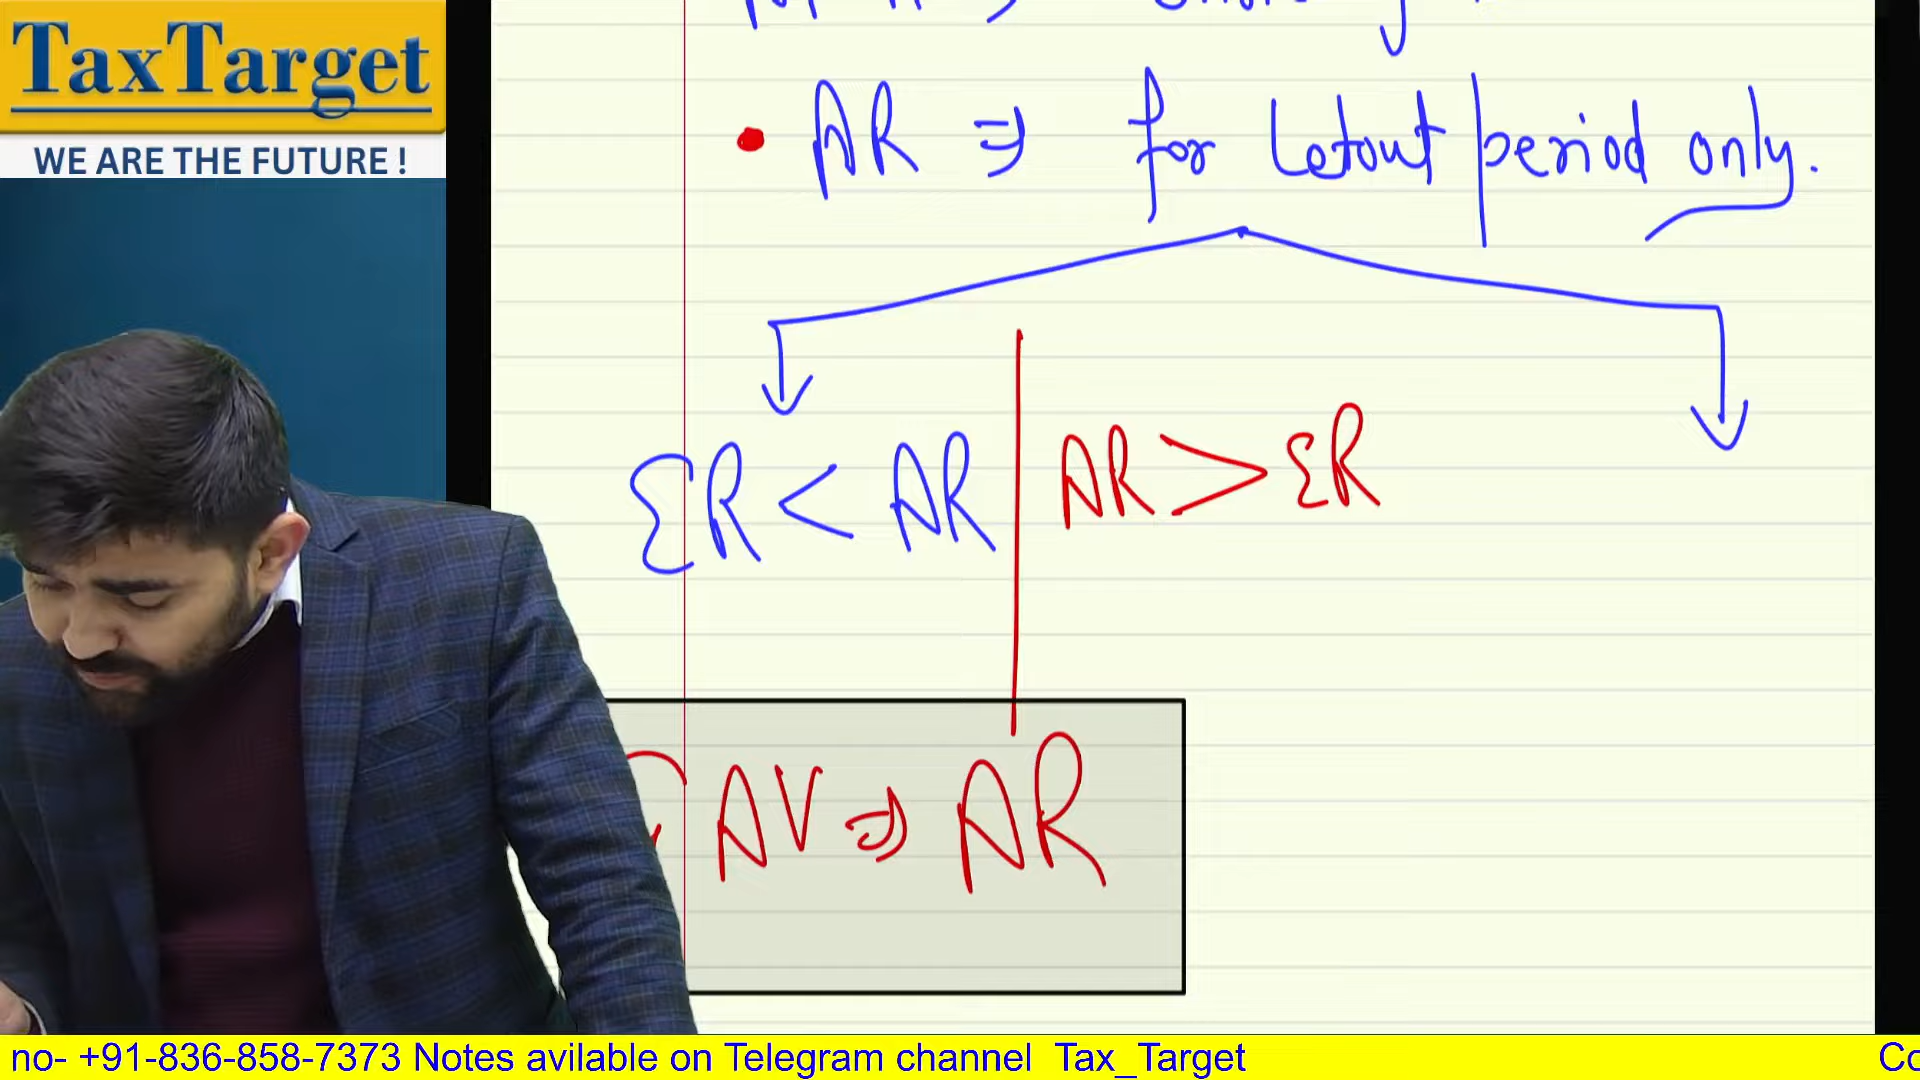 TaxTarget
WE ARE THE FUTURE !
• AR ⇒ for Letout period only.
ER < AR
AR > ER
AV ⇒ AR
no- +91-836-858-7373 Notes avilable on Telegram channel Tax_Target
Co